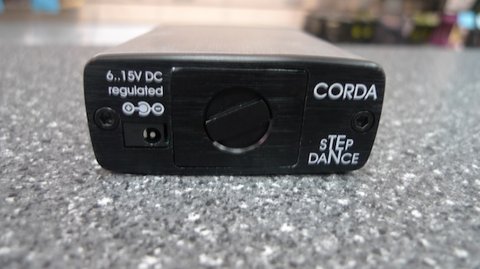 6..15V DC
regulated
CORDA
STEP
DANCE